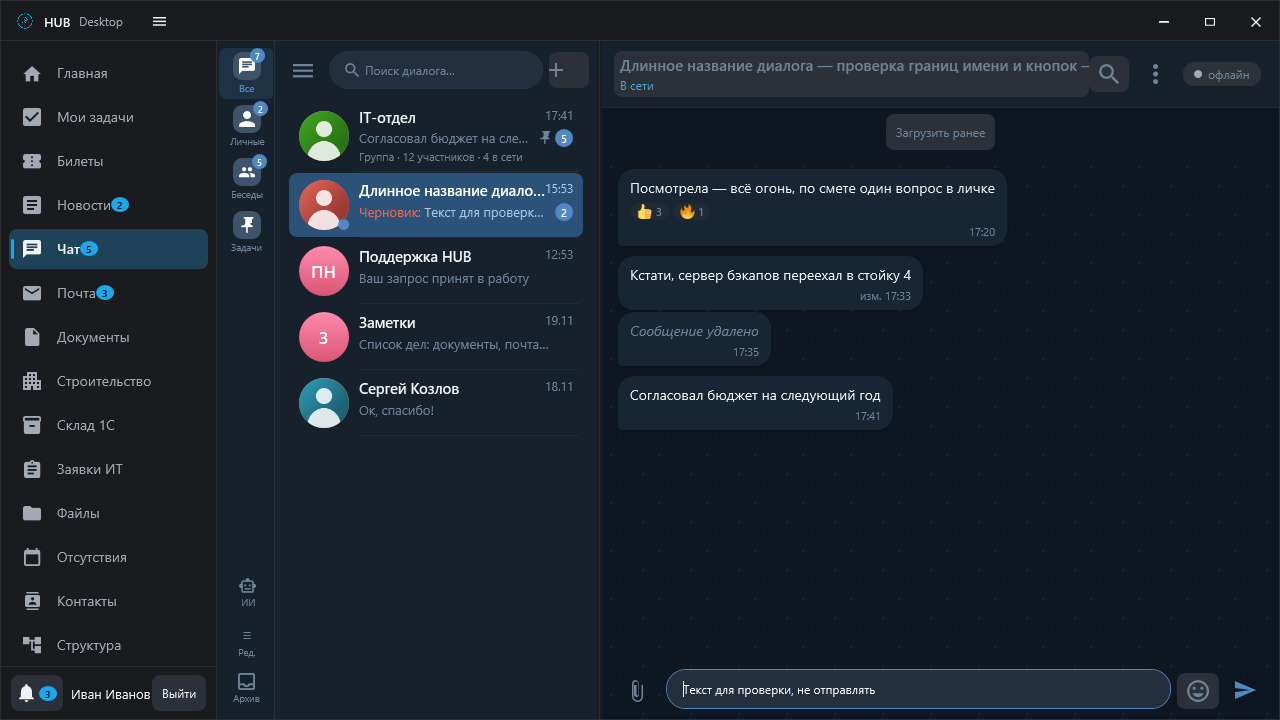 HUB Desktop
Главная
Мои задачи
Билеты
Новости 2
Чат 5
Почта 3
Документы
Строительство
Склад 1С
Заявки ИТ
Файлы
Отсутствия
Контакты
Структура
3 Иван Иванов Выйти
7
Все
2
Личные
5
Беседы
Задачи
ИИ
Ред.
Архив
Поиск диалога...
IT-отдел 17:41
Согласовал бюджет на сле... 5
Группа · 12 участников · 4 в сети
Длинное название диало... 15:53
Черновик: Текст для проверк... 2
ПН
Поддержка HUB 12:53
Ваш запрос принят в работу
З
Заметки 19.11
Список дел: документы, почта...
Сергей Козлов 18.11
Ок, спасибо!
Длинное название диалога — проверка границ имени и кнопок —
В сети
офлайн
Загрузить ранее
Посмотрела — всё огонь, по смете один вопрос в личке
👍 3 🔥 1
17:20
Кстати, сервер бэкапов переехал в стойку 4
изм. 17:33
Сообщение удалено
17:35
Согласовал бюджет на следующий год
17:41
Текст для проверки, не отправлять